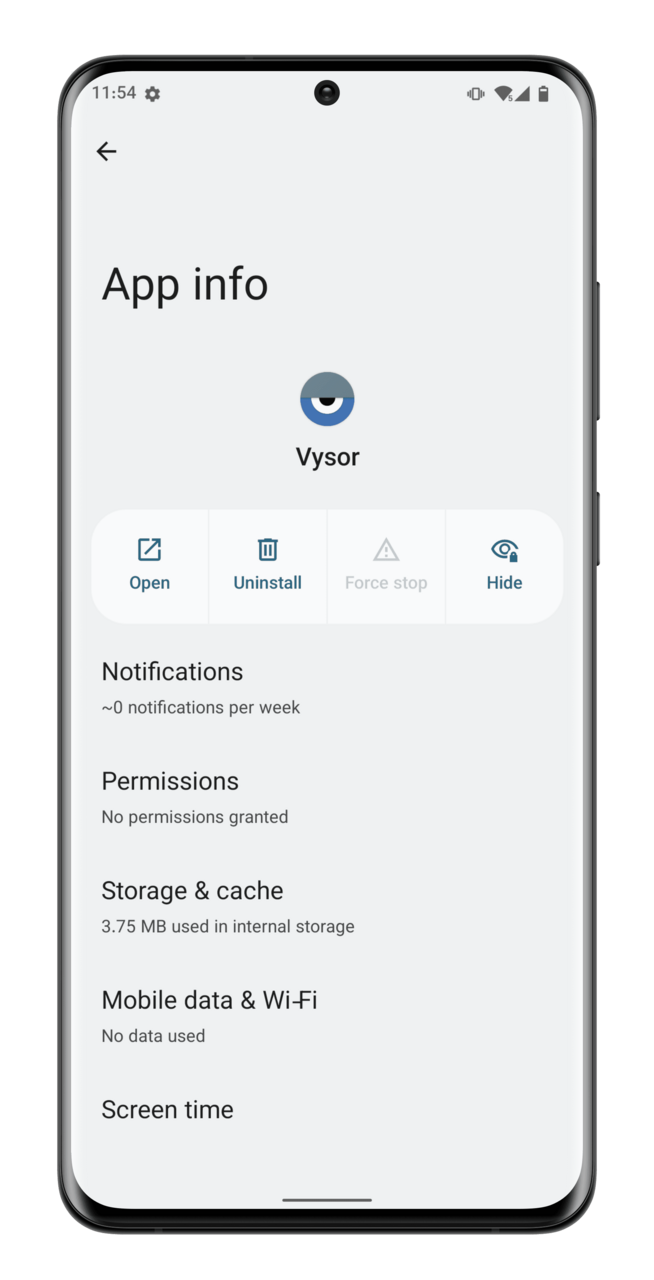 11:54
App info
Vysor
Open
Uninstall
Force stop
Hide
Notifications
~0 notifications per week
Permissions
No permissions granted
Storage & cache
3.75 MB used in internal storage
Mobile data & Wi-Fi
No data used
Screen time